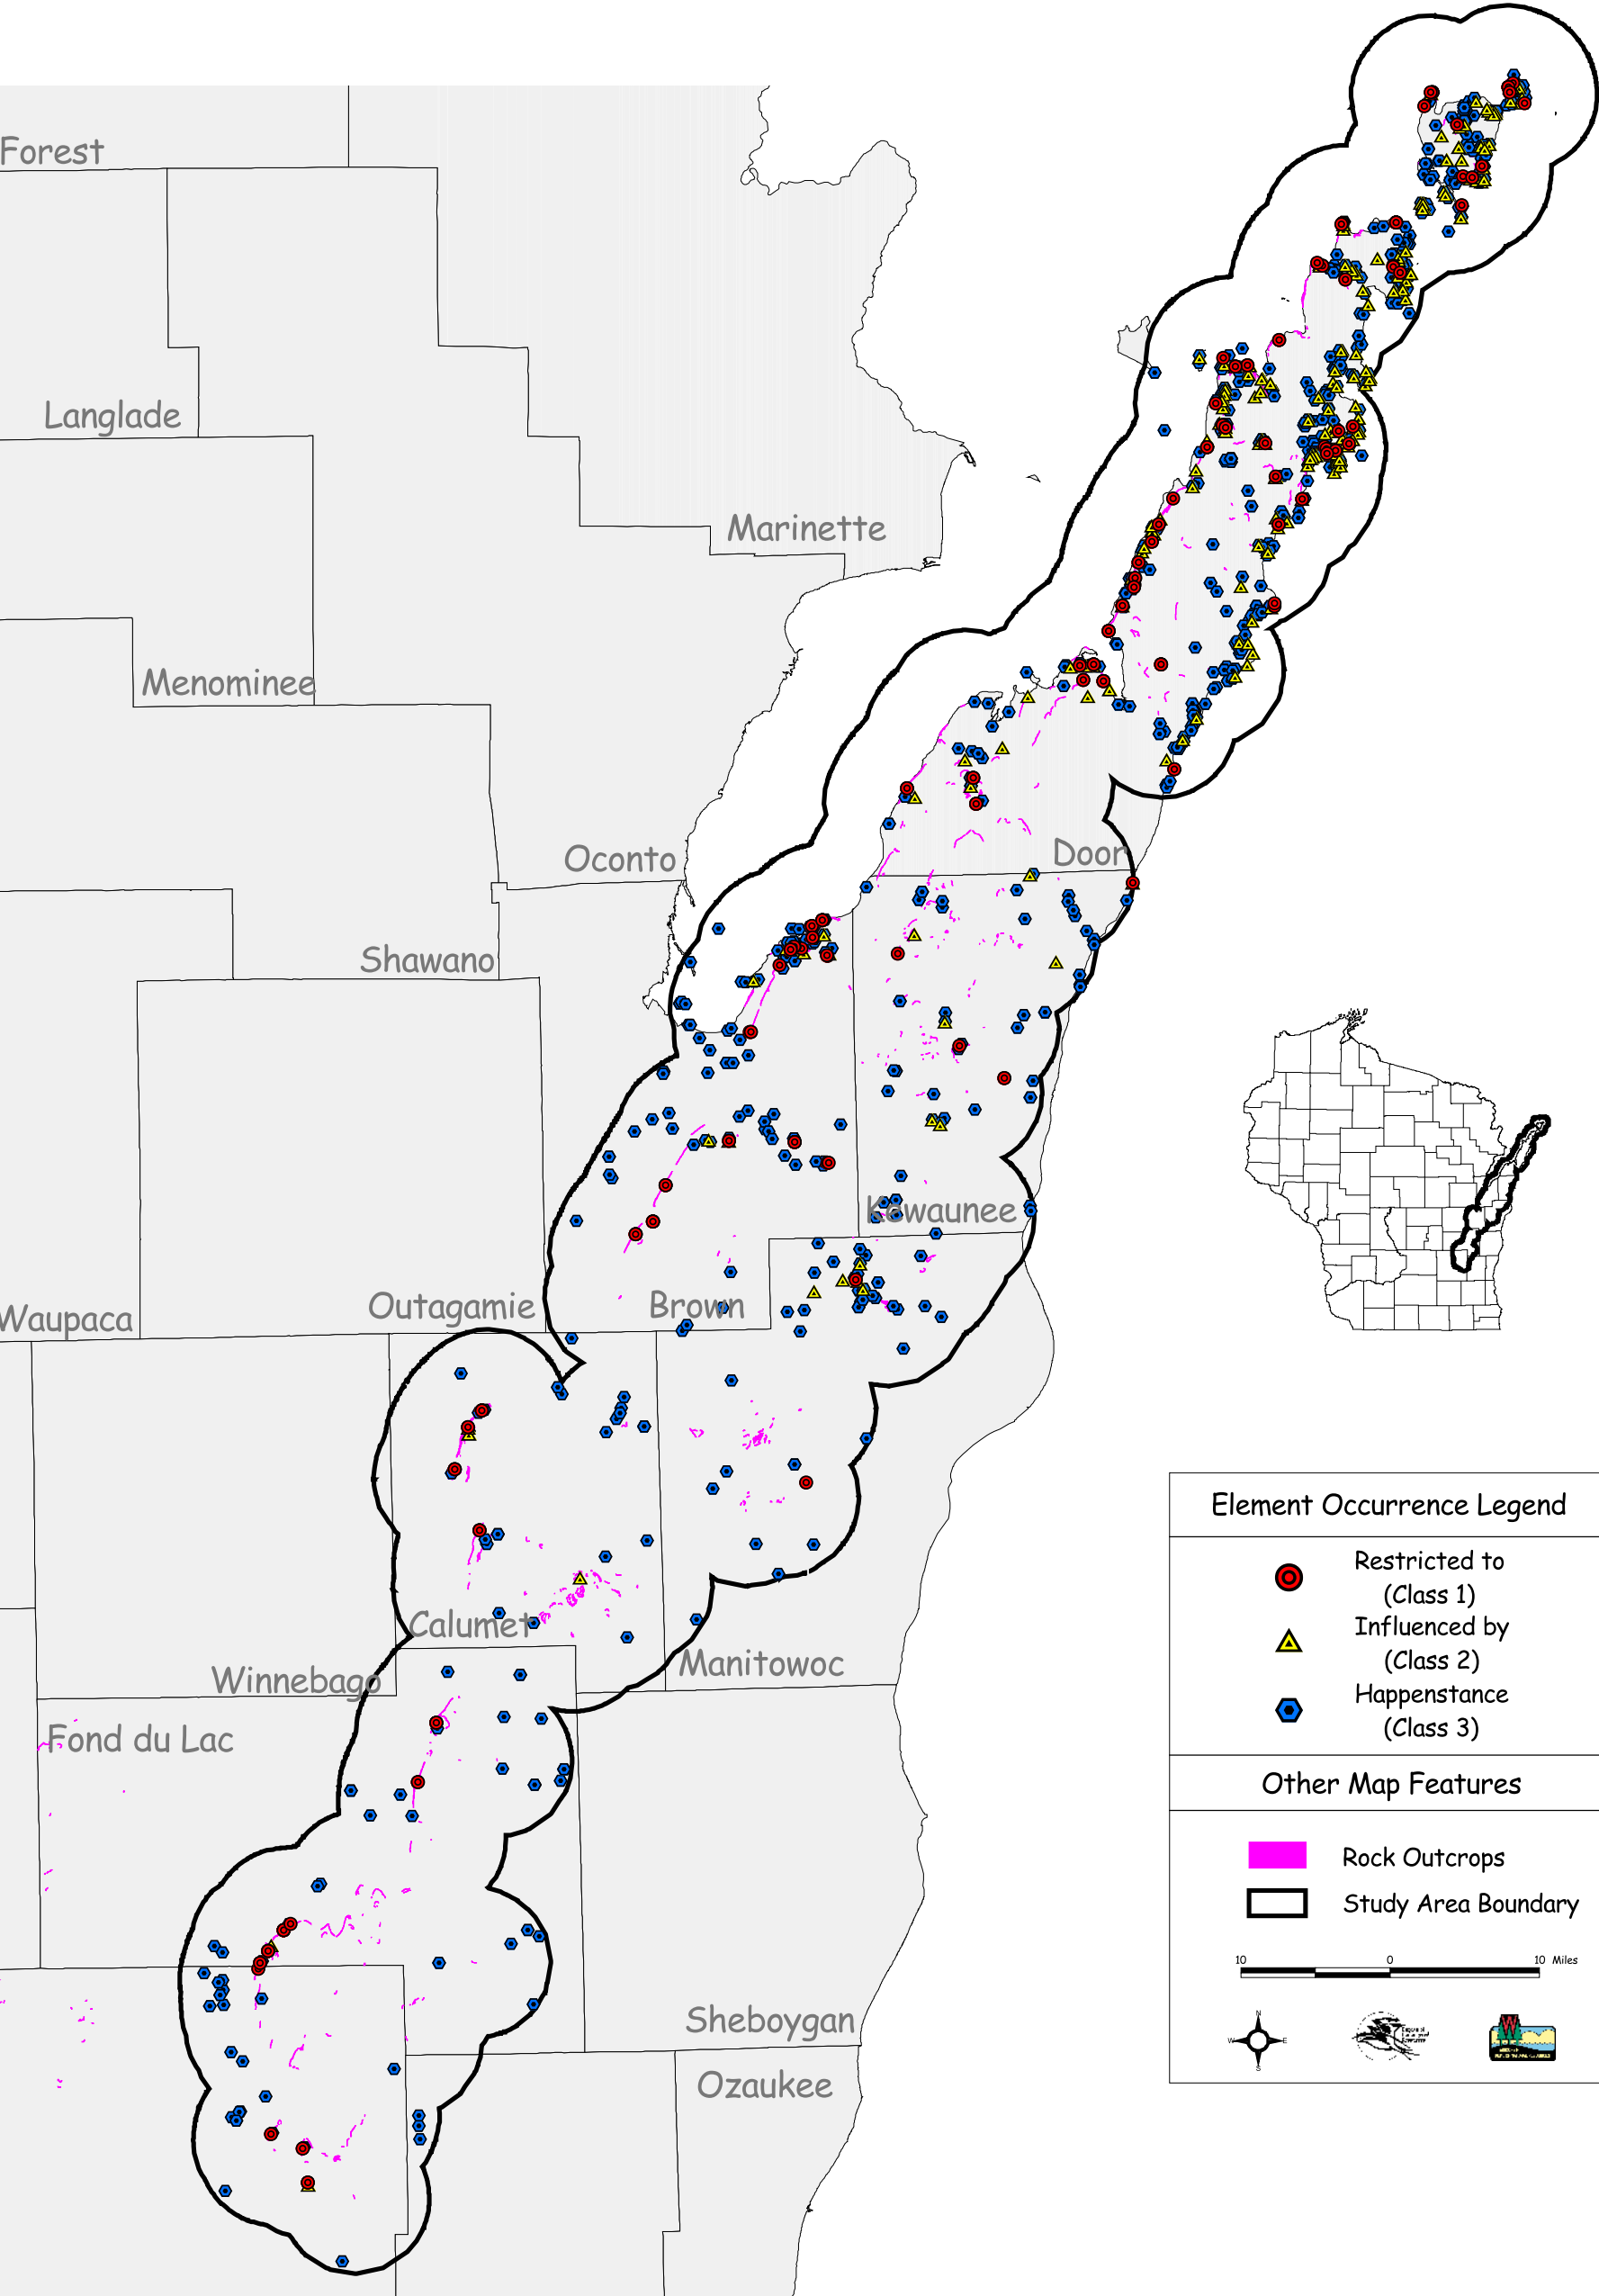 Forest
Langlade
Marinette
Menominee
Oconto
Door
Shawano
Kewaunee
Waupaca
Outagamie
Brown
Calumet
Winnebago
Manitowoc
Fond du Lac
Sheboygan
Ozaukee
Element Occurrence Legend
Restricted to
(Class 1)
Influenced by
(Class 2)
Happenstance
(Class 3)
Other Map Features
Rock Outcrops
Study Area Boundary
10 0 10 Miles
N
W E
S